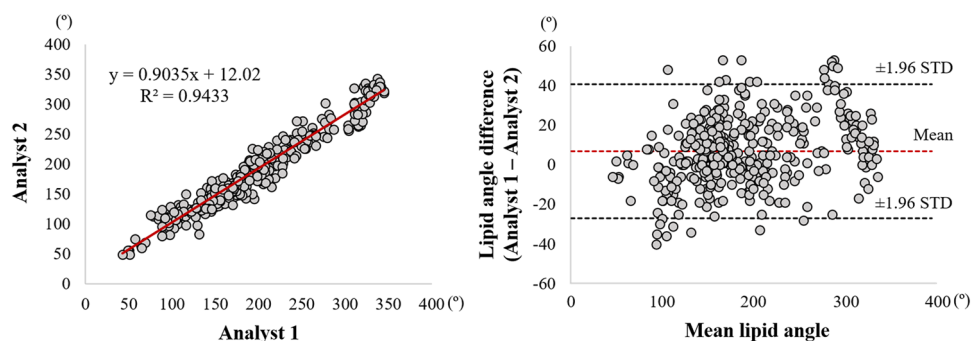 (º)
400
350
300
250
200
150
100
50
0
y = 0.9035x + 12.02
R² = 0.9433
Analyst 2
0 50 100 150 200 250 300 350 400 (º)
Analyst 1
(º)
60
40
20
0
-20
-40
-60
Lipid angle difference
(Analyst 1 – Analyst 2)
±1.96 STD
Mean
±1.96 STD
0 100 200 300 400 (º)
Mean lipid angle